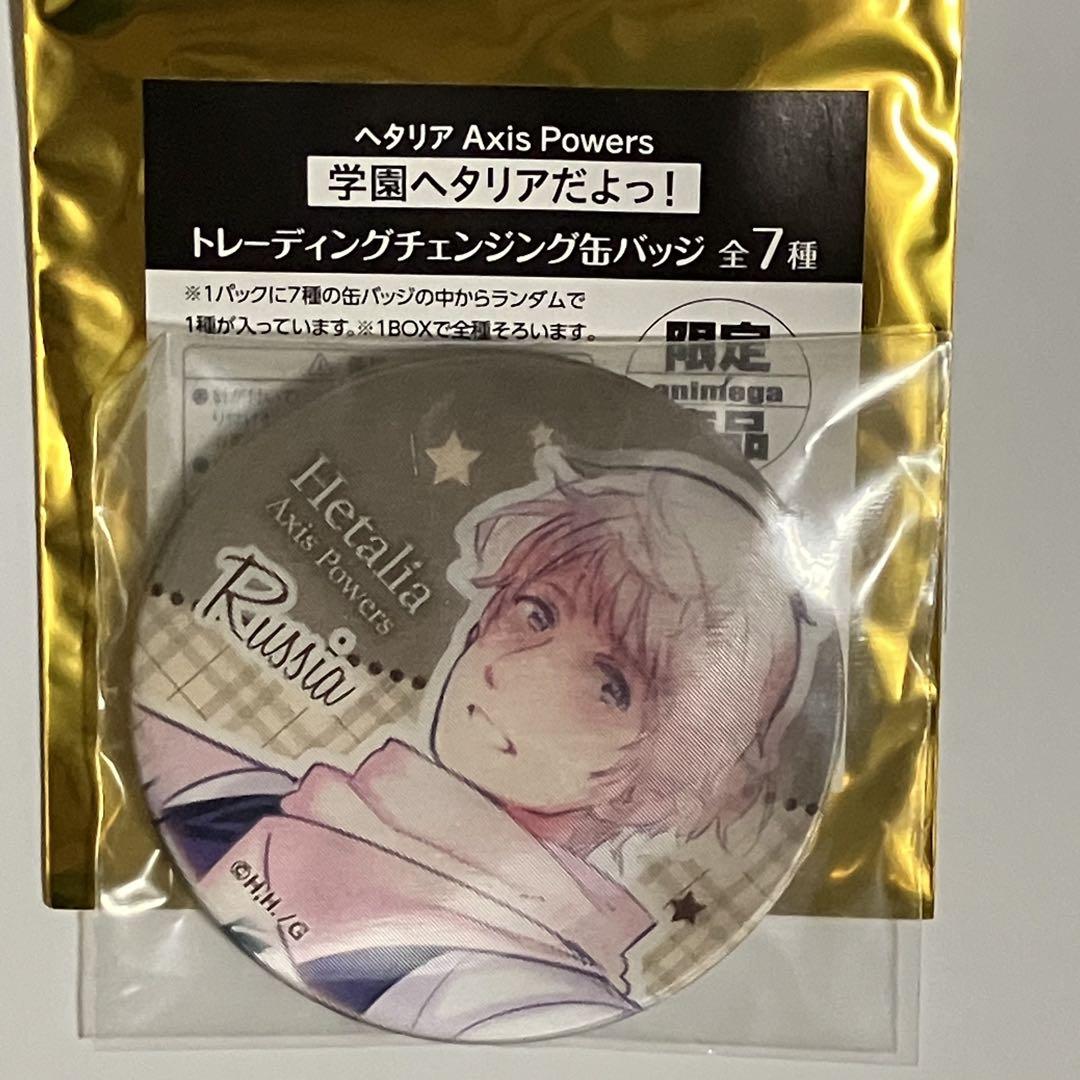 ヘタリア Axis Powers
学園ヘタリアだよっ!
トレーディングチェンジング缶バッジ 全7種
※1パックに7種の缶バッジの中からランダムで
1種が入っています。※1BOXで全種そろいます。
限定
animega
Hetalia
Axis Powers
Russia
©H.H./G